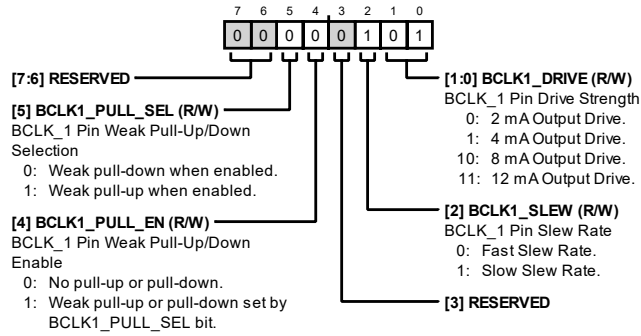 7 6 5 4 3 2 1 0
0 0 0 0 0 1 0 1
[7:6] RESERVED
[5] BCLK1_PULL_SEL (R/W)
BCLK_1 Pin Weak Pull-Up/Down
Selection
0: Weak pull-down when enabled.
1: Weak pull-up when enabled.
[4] BCLK1_PULL_EN (R/W)
BCLK_1 Pin Weak Pull-Up/Down
Enable
0: No pull-up or pull-down.
1: Weak pull-up or pull-down set by
BCLK1_PULL_SEL bit.
[1:0] BCLK1_DRIVE (R/W)
BCLK_1 Pin Drive Strength
0: 2 mA Output Drive.
1: 4 mA Output Drive.
10: 8 mA Output Drive.
11: 12 mA Output Drive.
[2] BCLK1_SLEW (R/W)
BCLK_1 Pin Slew Rate
0: Fast Slew Rate.
1: Slow Slew Rate.
[3] RESERVED